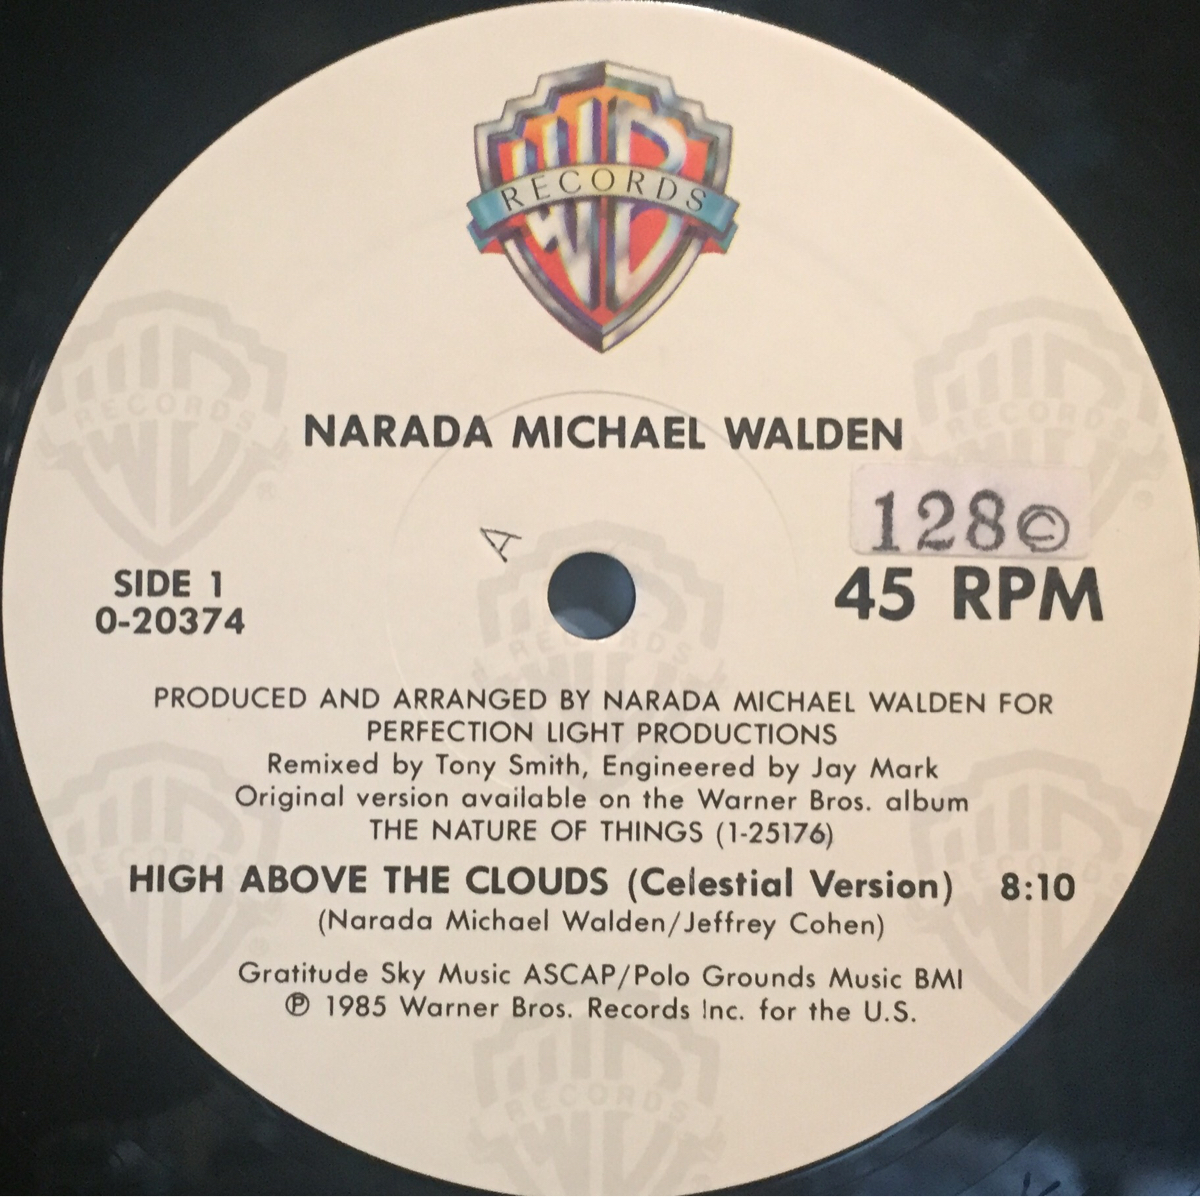 WB
RECORDS
NARADA MICHAEL WALDEN
128©
A
SIDE 1
0-20374
45 RPM
PRODUCED AND ARRANGED BY NARADA MICHAEL WALDEN FOR
PERFECTION LIGHT PRODUCTIONS
Remixed by Tony Smith, Engineered by Jay Mark
Original version available on the Warner Bros. album
THE NATURE OF THINGS (1-25176)
HIGH ABOVE THE CLOUDS (Celestial Version) 8:10
(Narada Michael Walden/Jeffrey Cohen)
Gratitude Sky Music ASCAP/Polo Grounds Music BMI
℗ 1985 Warner Bros. Records Inc. for the U.S.